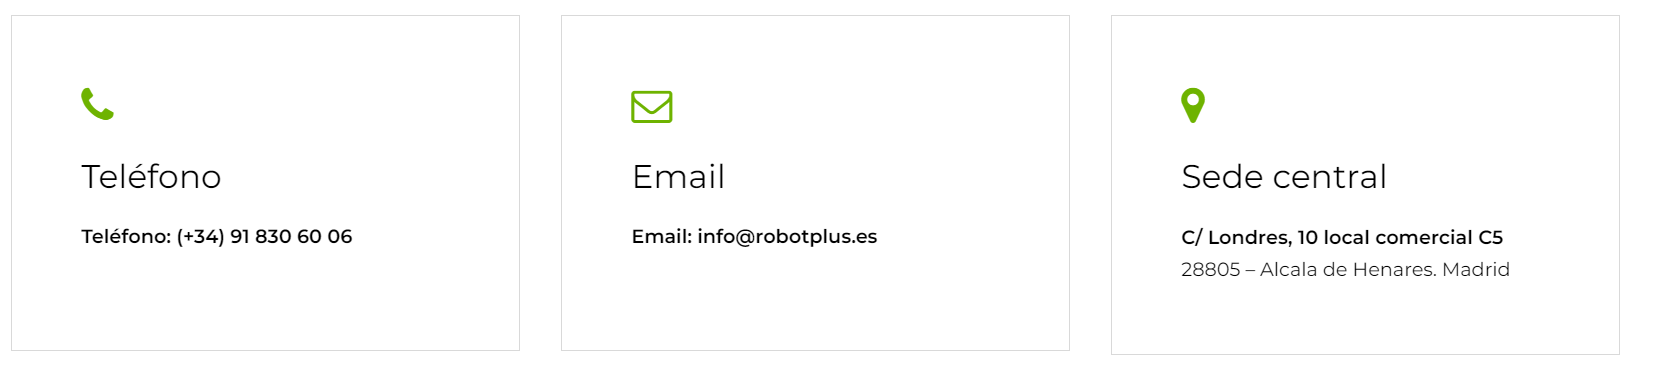 Teléfono
Teléfono: (+34) 91 830 60 06
Email
Email: info@robotplus.es
Sede central
C/ Londres, 10 local comercial C5
28805 – Alcala de Henares. Madrid